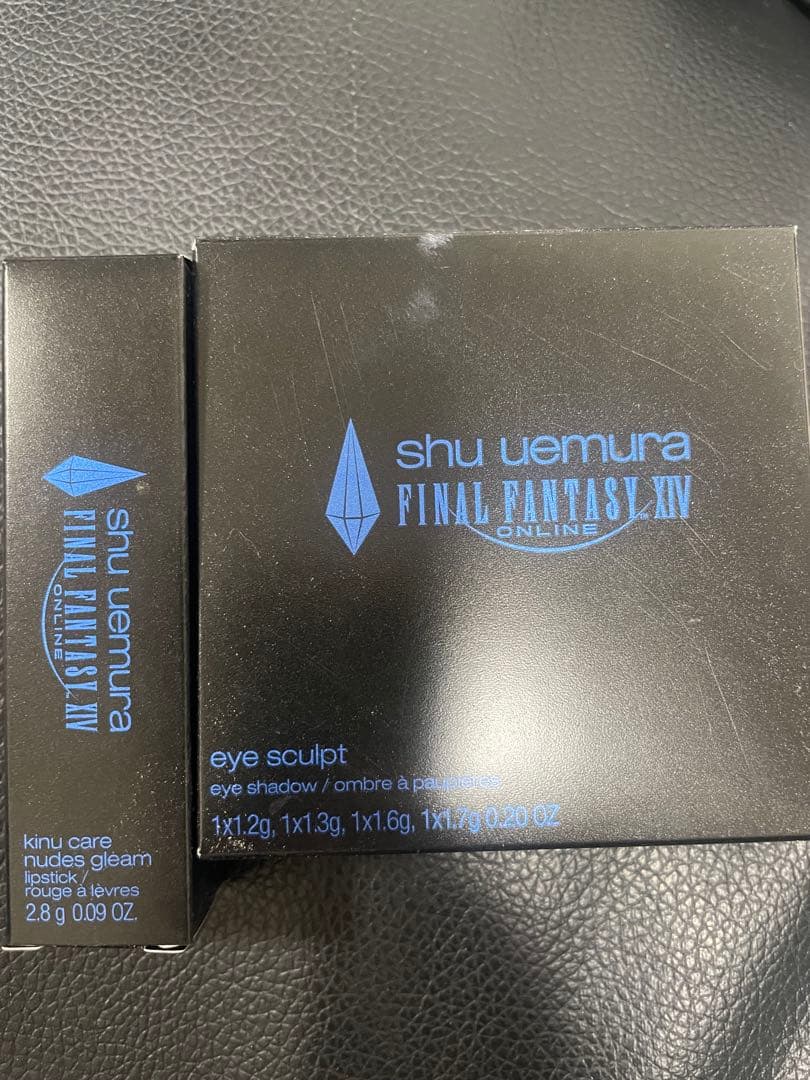 shu uemura
FINAL FANTASY XIV
ONLINE
kinu care
nudes gleam
lipstick /
rouge à lèvres
2.8 g 0.09 OZ.
shu uemura
FINAL FANTASY XIV
ONLINE
eye sculpt
eye shadow / ombre à paupières
1x1.2g, 1x1.3g, 1x1.6g, 1x1.7g 0.20 OZ